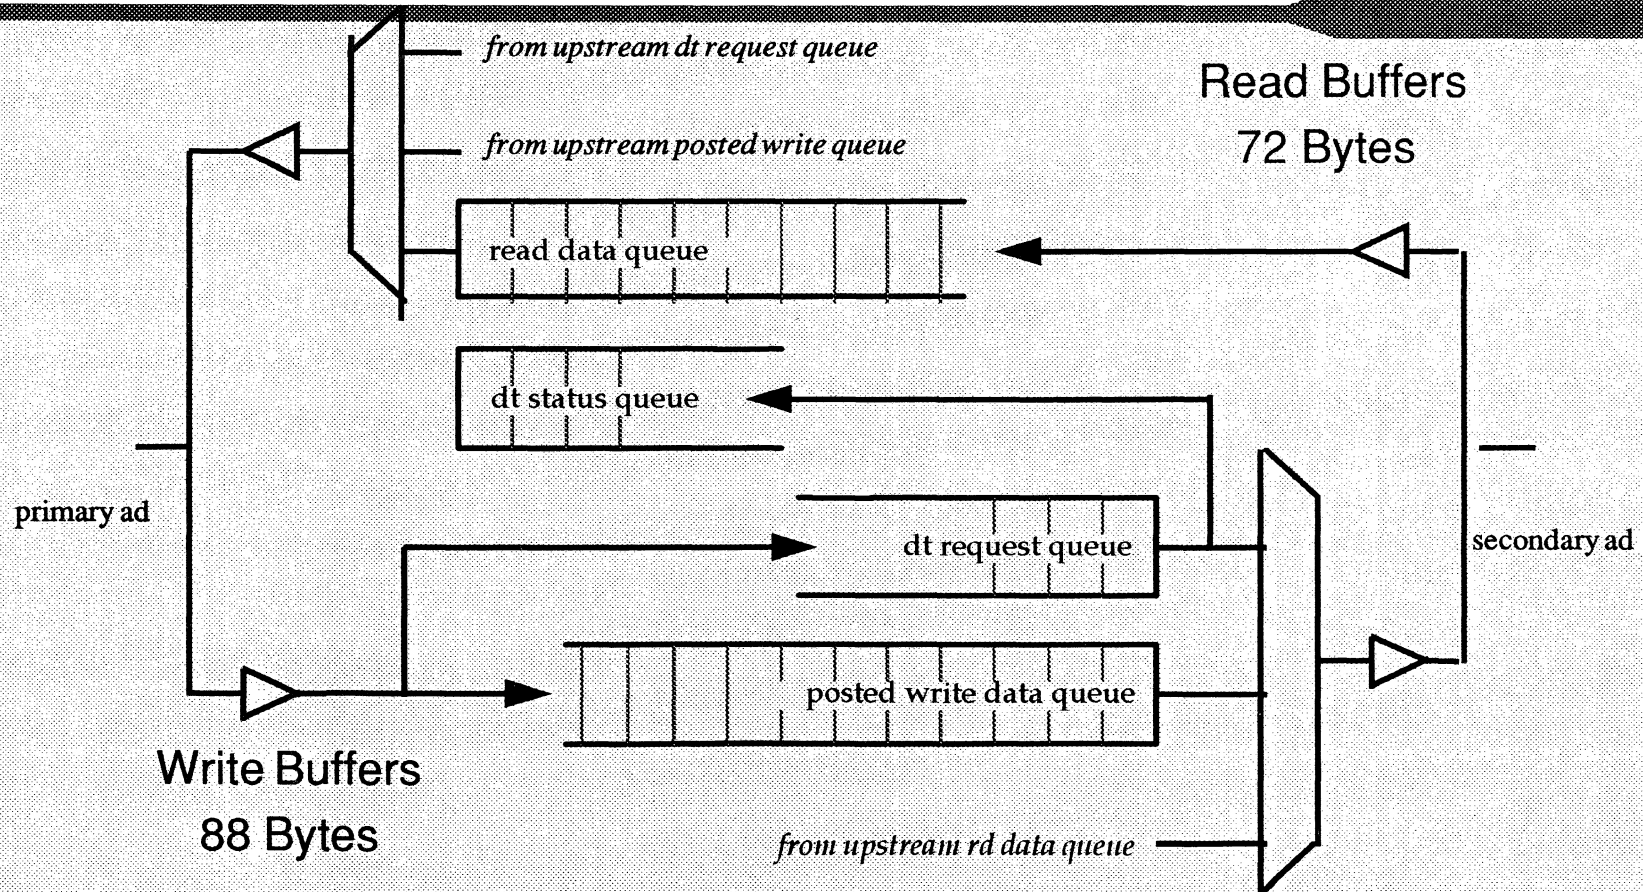 from upstream dt request queue
Read Buffers
72 Bytes
from upstream posted write queue
read data queue
dt status queue
primary ad
dt request queue
secondary ad
posted write data queue
Write Buffers
88 Bytes
from upstream rd data queue